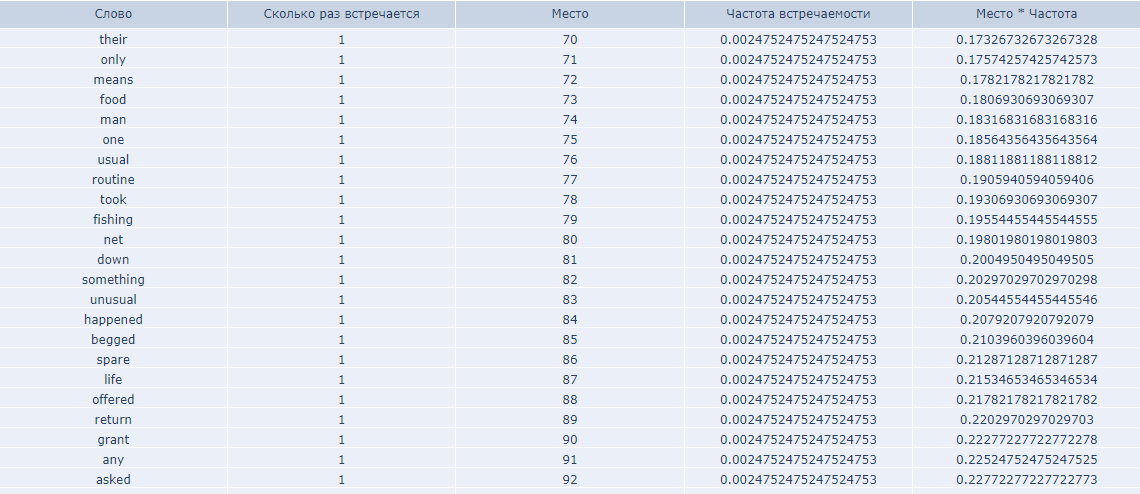 Слово Сколько раз встречается Место Частота встречаемости Место * Частота
their 1 70 0.0024752475247524753 0.17326732673267328
only 1 71 0.0024752475247524753 0.17574257425742573
means 1 72 0.0024752475247524753 0.1782178217821782
food 1 73 0.0024752475247524753 0.1806930693069307
man 1 74 0.0024752475247524753 0.18316831683168316
one 1 75 0.0024752475247524753 0.18564356435643564
usual 1 76 0.0024752475247524753 0.18811881188118812
routine 1 77 0.0024752475247524753 0.1905940594059406
took 1 78 0.0024752475247524753 0.19306930693069307
fishing 1 79 0.0024752475247524753 0.19554455445544555
net 1 80 0.0024752475247524753 0.19801980198019803
down 1 81 0.0024752475247524753 0.2004950495049505
something 1 82 0.0024752475247524753 0.20297029702970298
unusual 1 83 0.0024752475247524753 0.20544554455445546
happened 1 84 0.0024752475247524753 0.2079207920792079
begged 1 85 0.0024752475247524753 0.2103960396039604
spare 1 86 0.0024752475247524753 0.21287128712871287
life 1 87 0.0024752475247524753 0.21534653465346534
offered 1 88 0.0024752475247524753 0.21782178217821782
return 1 89 0.0024752475247524753 0.2202970297029703
grant 1 90 0.0024752475247524753 0.22277227722772278
any 1 91 0.0024752475247524753 0.22524752475247525
asked 1 92 0.0024752475247524753 0.22772277227722773